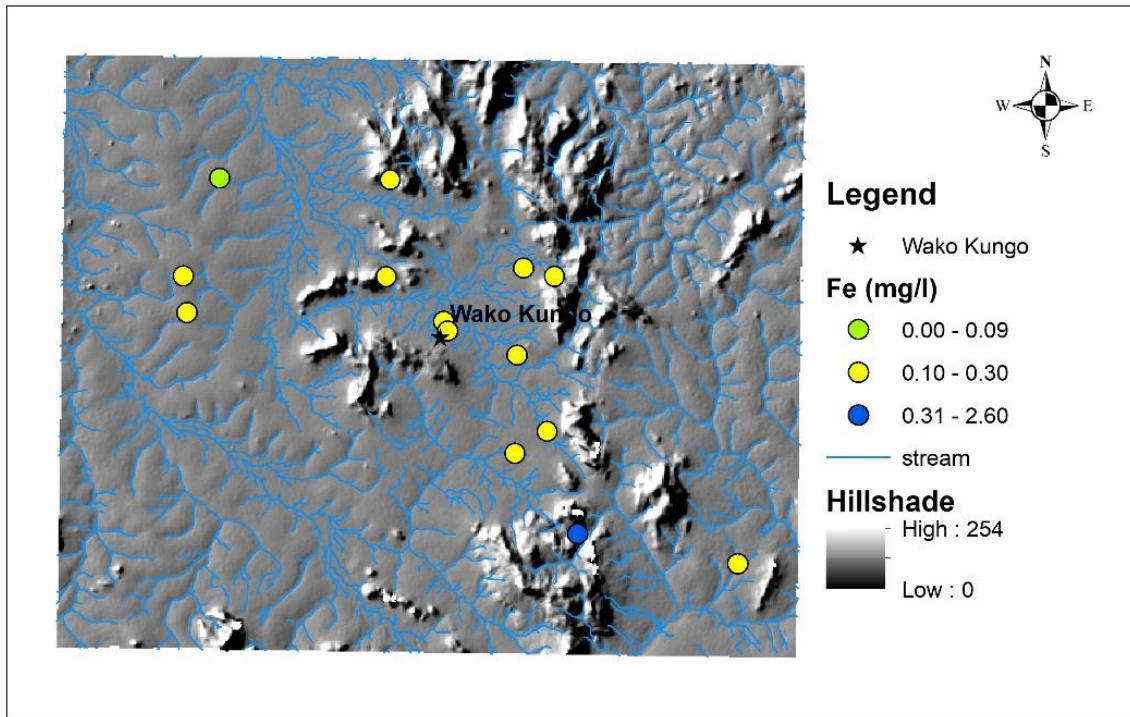 N
W E
S
Legend
Wako Kungo
Fe (mg/l)
0.00 - 0.09
0.10 - 0.30
0.31 - 2.60
stream
Hillshade
High : 254
Low : 0
Wako Kungo